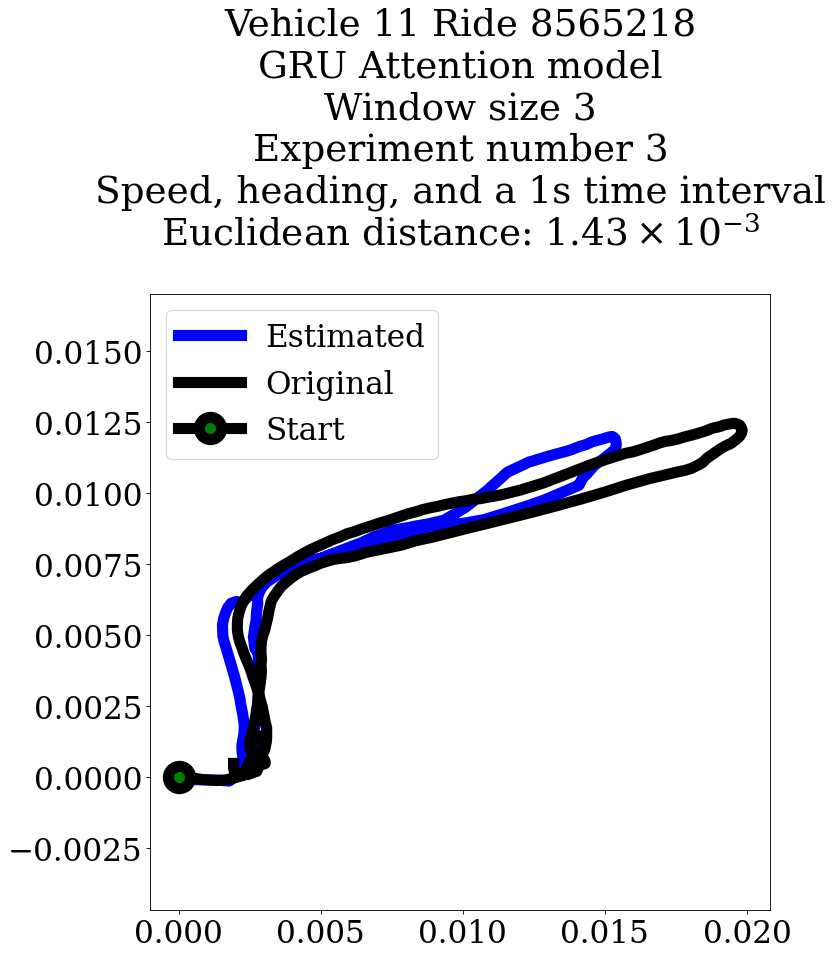 Vehicle 11 Ride 8565218
GRU Attention model
Window size 3
Experiment number 3
Speed, heading, and a 1s time interval
Euclidean distance: 1.43 × 10⁻³
Estimated
Original
Start
0.0150
0.0125
0.0100
0.0075
0.0050
0.0025
0.0000
−0.0025
0.000 0.005 0.010 0.015 0.020